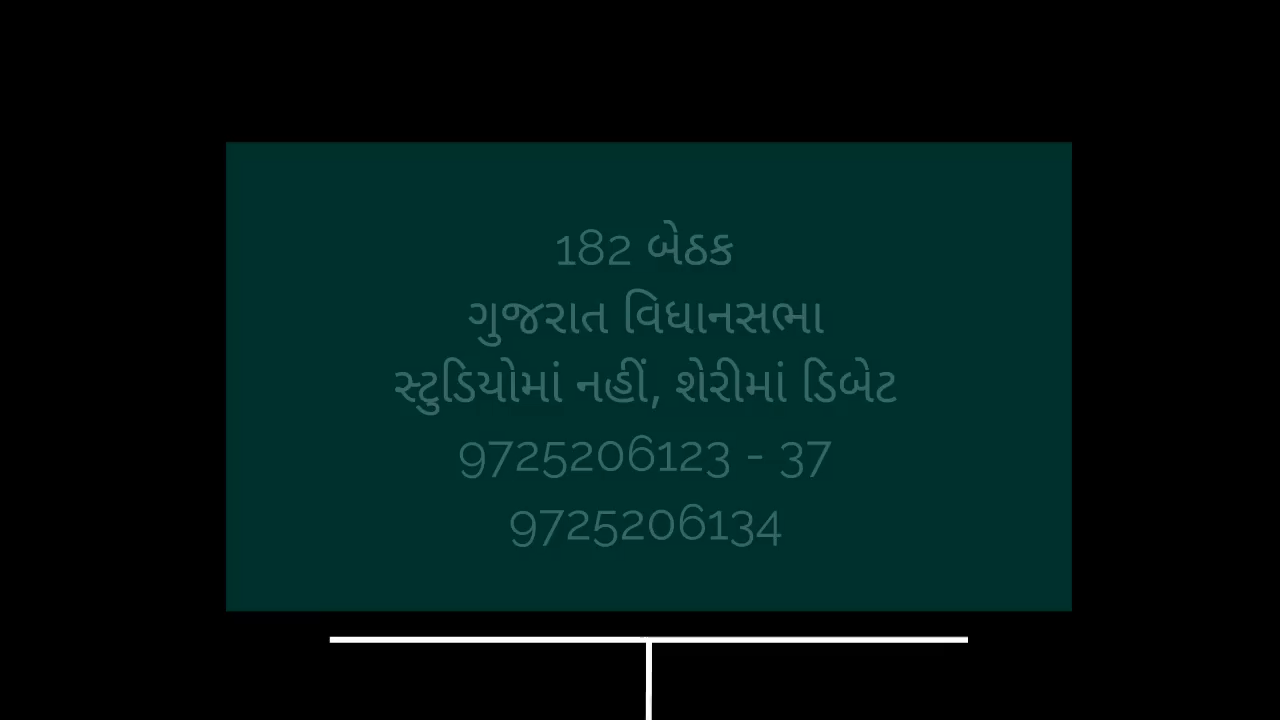 182 બેઠક
ગુજરાત વિધાનસભા
સ્ટુડિયોમાં નહીં, શેરીમાં ડિબેટ
9725206123 - 37
9725206134